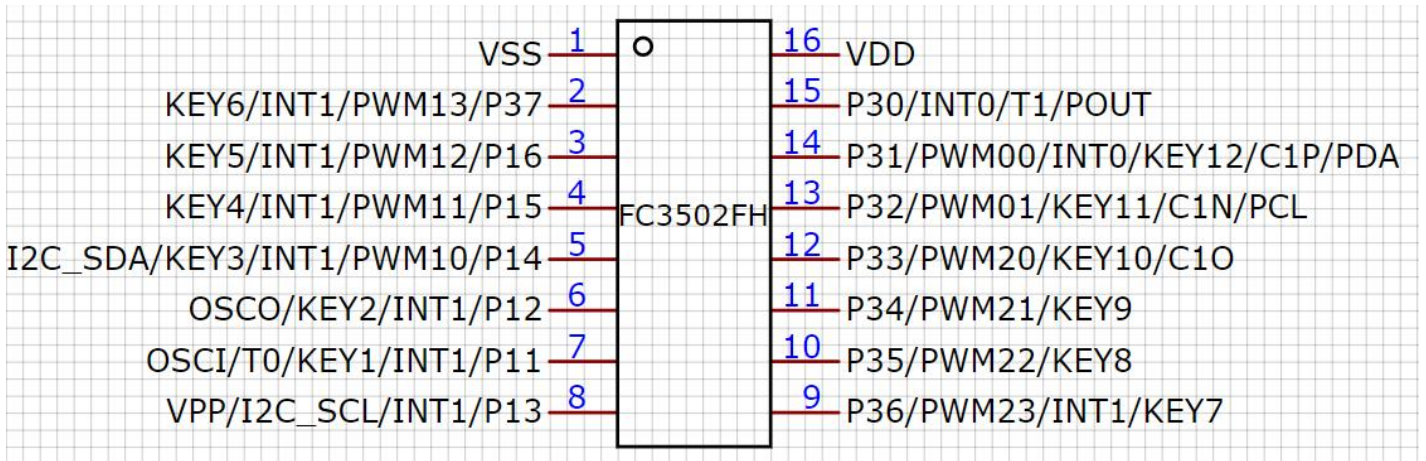 VSS 1 16 VDD
KEY6/INT1/PWM13/P37 2 15 P30/INT0/T1/POUT
KEY5/INT1/PWM12/P16 3 14 P31/PWM00/INT0/KEY12/C1P/PDA
KEY4/INT1/PWM11/P15 4 13 P32/PWM01/KEY11/C1N/PCL
FC3502FH
I2C_SDA/KEY3/INT1/PWM10/P14 5 12 P33/PWM20/KEY10/C1O
OSCO/KEY2/INT1/P12 6 11 P34/PWM21/KEY9
OSCI/T0/KEY1/INT1/P11 7 10 P35/PWM22/KEY8
VPP/I2C_SCL/INT1/P13 8 9 P36/PWM23/INT1/KEY7